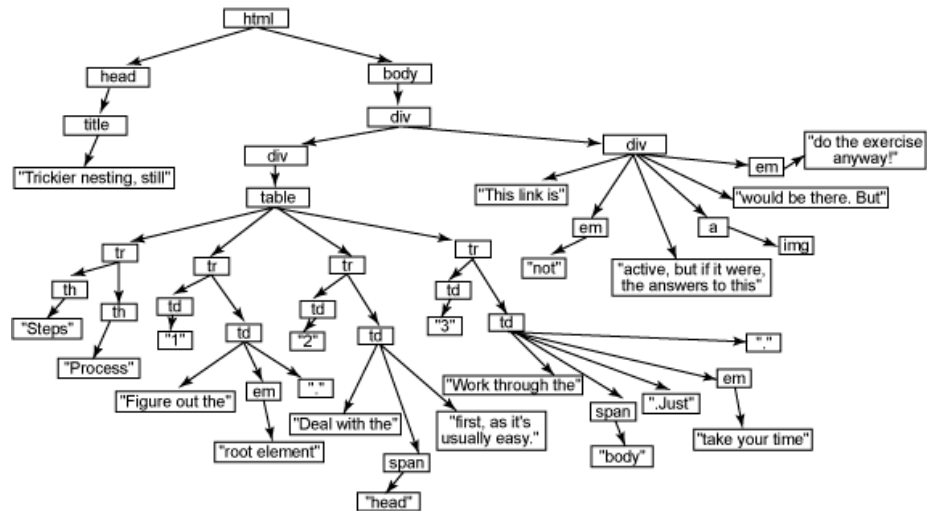 html
head
body
title
div
"Trickier nesting, still"
div
div
table
em
"do the exercise
anyway!"
"This link is"
"would be there. But"
em
a
img
"not"
"active, but if it were,
the answers to this"
tr
tr
tr
tr
th
th
"Steps"
"Process"
td
"1"
td
td
"2"
td
td
"3"
td
"."
"Figure out the"
em
"."
"root element"
"Deal with the"
"first, as it's
usually easy."
span
"head"
"Work through the"
span
".Just"
em
"body"
"take your time"